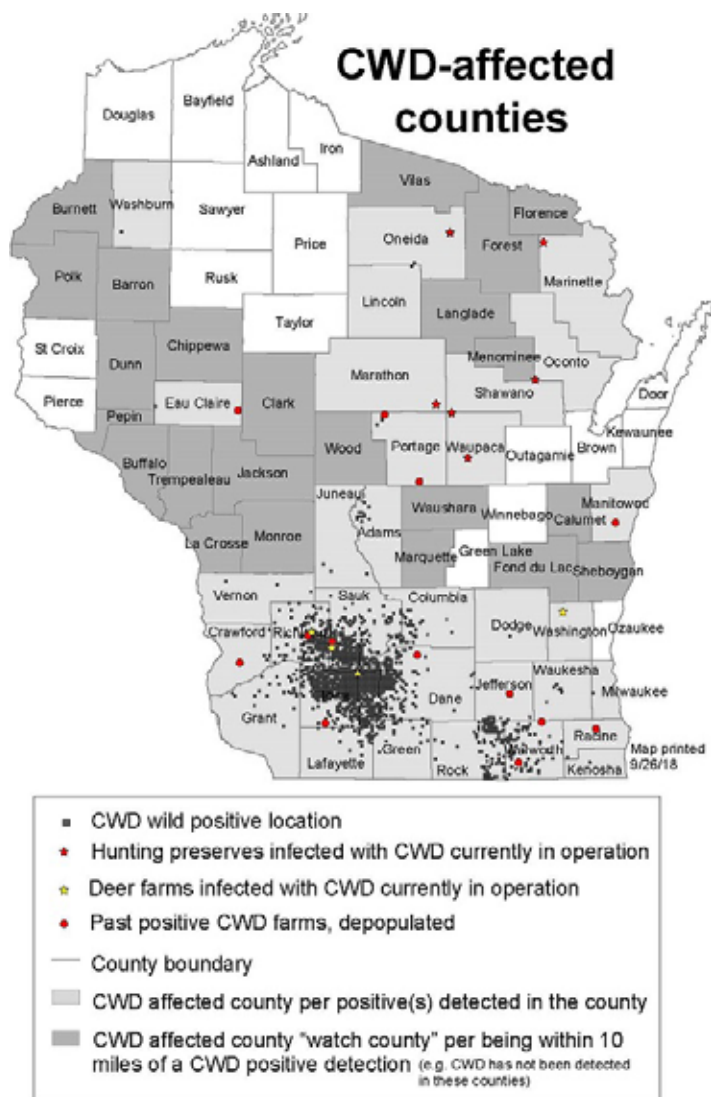 CWD-affected
counties
Douglas
Bayfield
Ashland
Iron
Vilas
Burnett
Washburn
Sawyer
Florence
Oneida
Forest
Price
Marinette
Polk
Barron
Rusk
Lincoln
Langlade
Taylor
St Croix
Chippewa
Menominee
Oconto
Dunn
Marathon
Shawano
Door
Pierce
Eau Claire
Clark
Pepin
Kewaunee
Wood
Portage
Waupaca
Brown
Outagamie
Buffalo
Trempealeau
Jackson
Juneau
Waushara
Winnebago
Manitowoc
Calumet
Adams
La Crosse
Monroe
Marquette
Green Lake
Fond du Lac
Sheboygan
Vernon
Sauk
Columbia
Dodge
Washington
Ozaukee
Crawford
Waukesha
Jefferson
Milwaukee
Dane
Grant
Racine
Green
Walworth
Lafayette
Rock
Kenosha
Map printed
9/26/18
CWD wild positive location
Hunting preserves infected with CWD currently in operation
Deer farms infected with CWD currently in operation
Past positive CWD farms, depopulated
County boundary
CWD affected county per positive(s) detected in the county
CWD affected county "watch county" per being within 10
miles of a CWD positive detection (e.g. CWD has not been detected
in these counties)